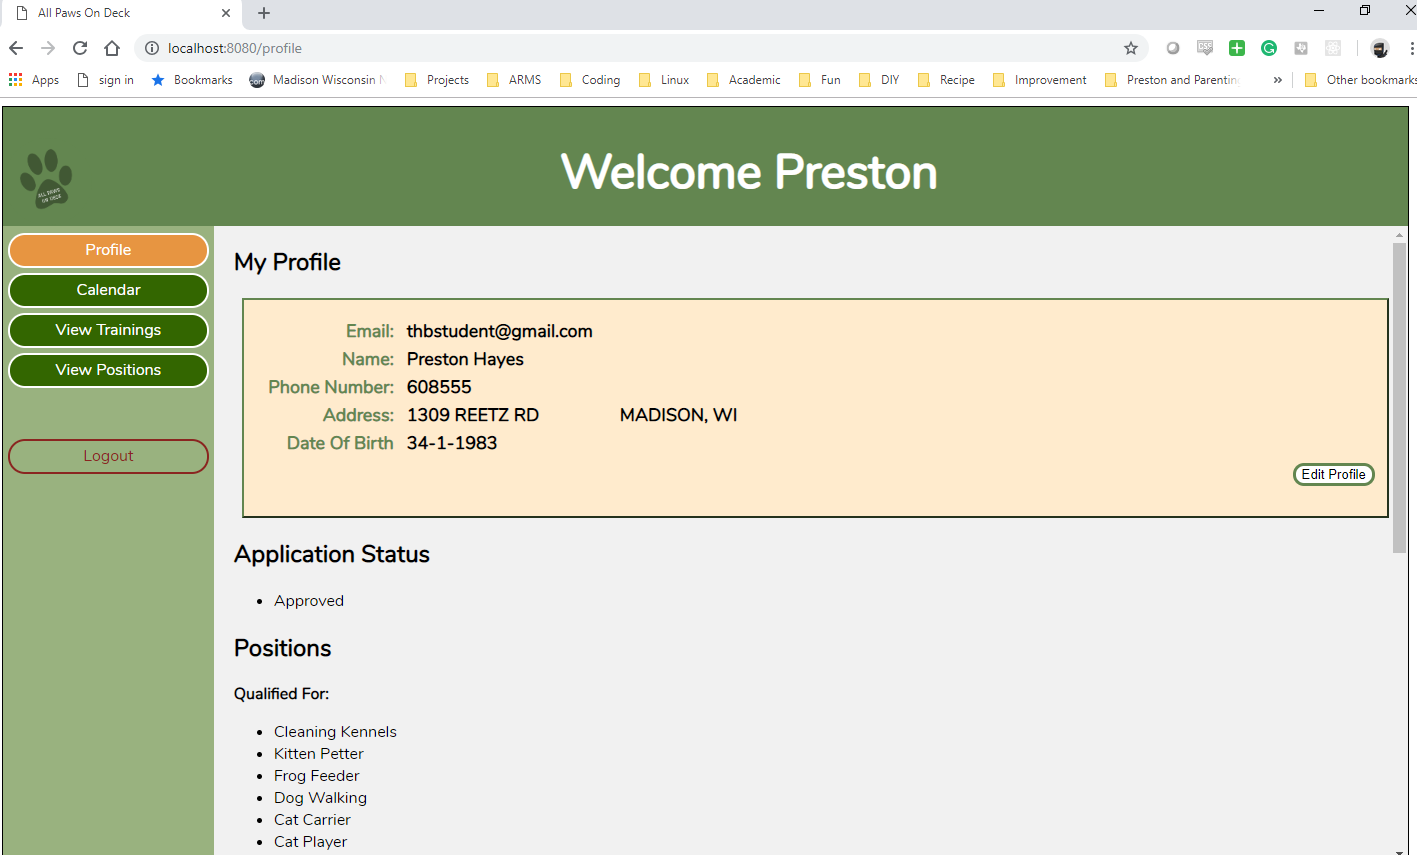 All Paws On Deck
localhost:8080/profile
Apps sign in Bookmarks Madison Wisconsin Projects ARMS Coding Linux Academic Fun DIY Recipe Improvement Preston and Parentin » Other bookmarks
ALL PAWS
ON DECK
Welcome Preston
Profile
Calendar
View Trainings
View Positions
Logout
My Profile
Email: thbstudent@gmail.com
Name: Preston Hayes
Phone Number: 608555
Address: 1309 REETZ RD MADISON, WI
Date Of Birth 34-1-1983
Edit Profile
Application Status
• Approved
Positions
Qualified For:
• Cleaning Kennels
• Kitten Petter
• Frog Feeder
• Dog Walking
• Cat Carrier
• Cat Player